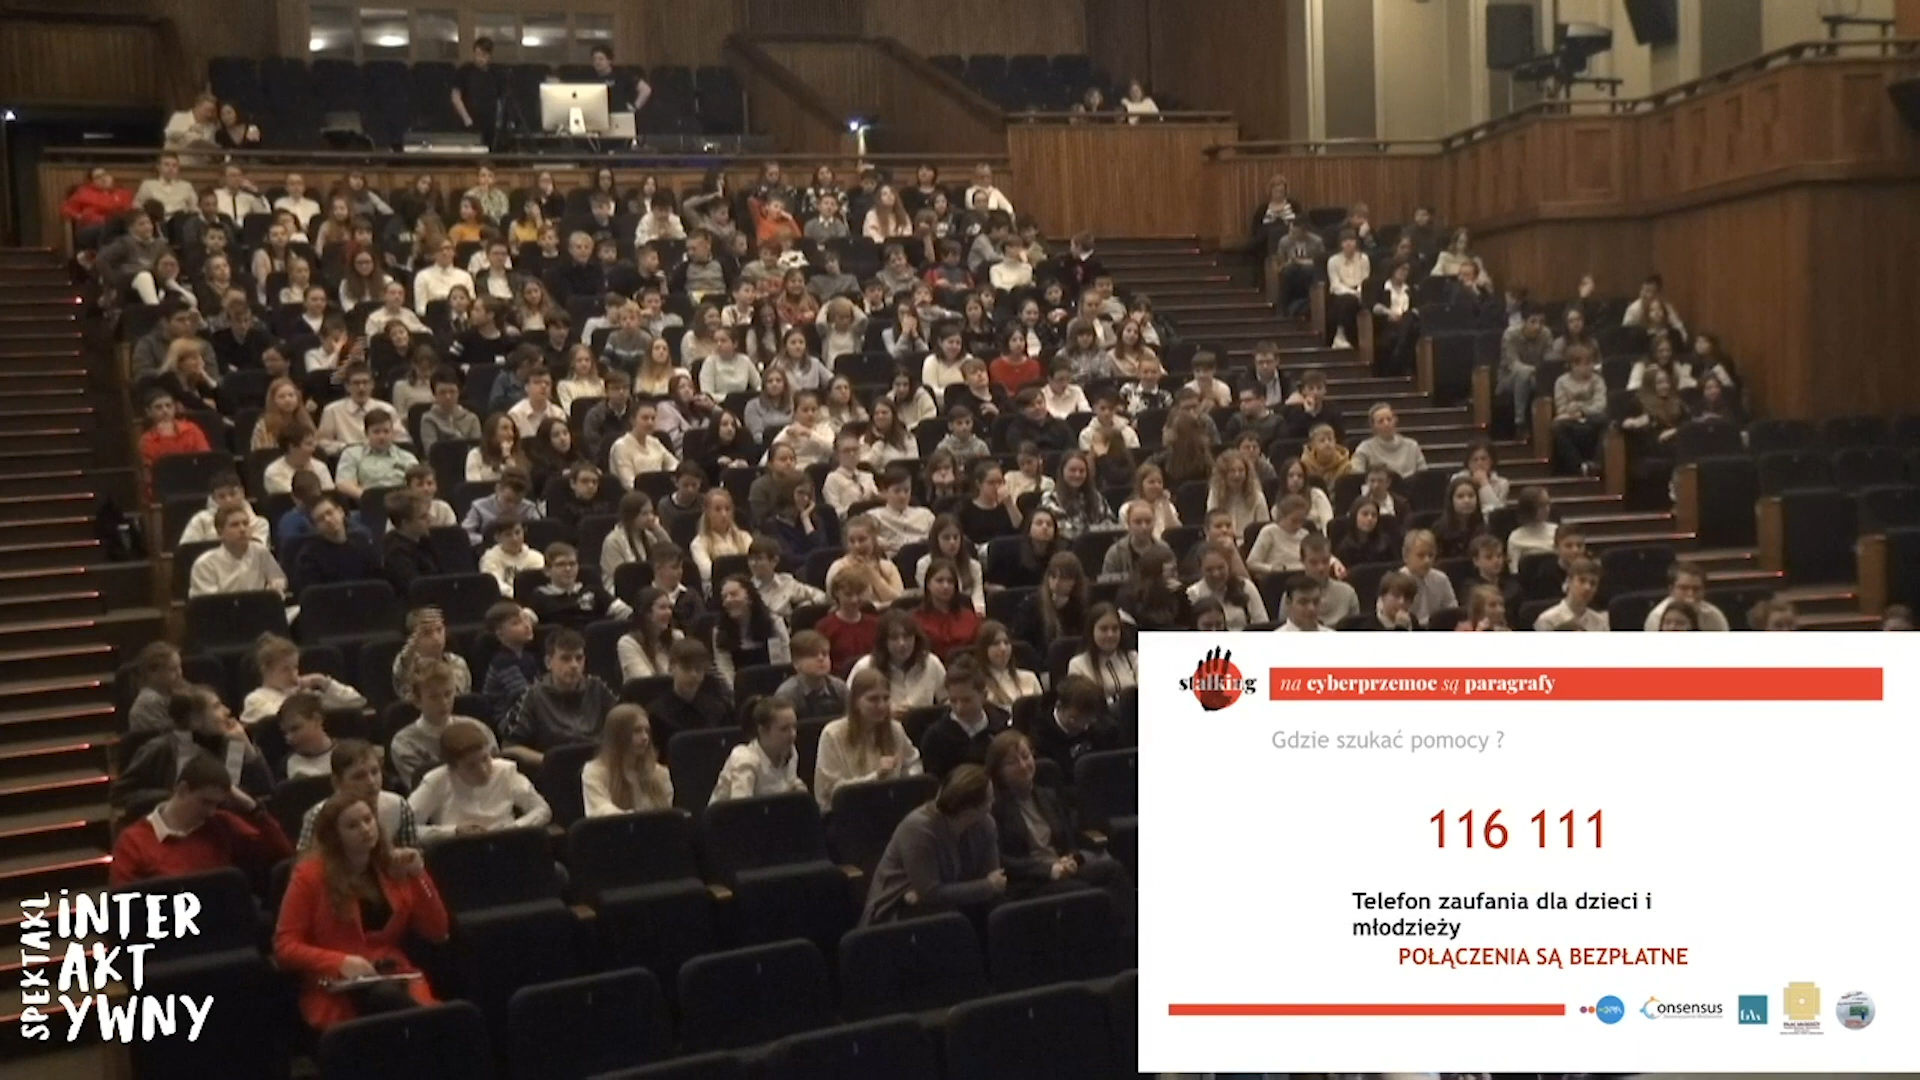 SPEKTAKL
iNTER
AKT
YWNY
stalking
na cyberprzemoc są paragrafy
Gdzie szukać pomocy ?
116 111
Telefon zaufania dla dzieci i
młodzieży
POŁĄCZENIA SĄ BEZPŁATNE
Consensus